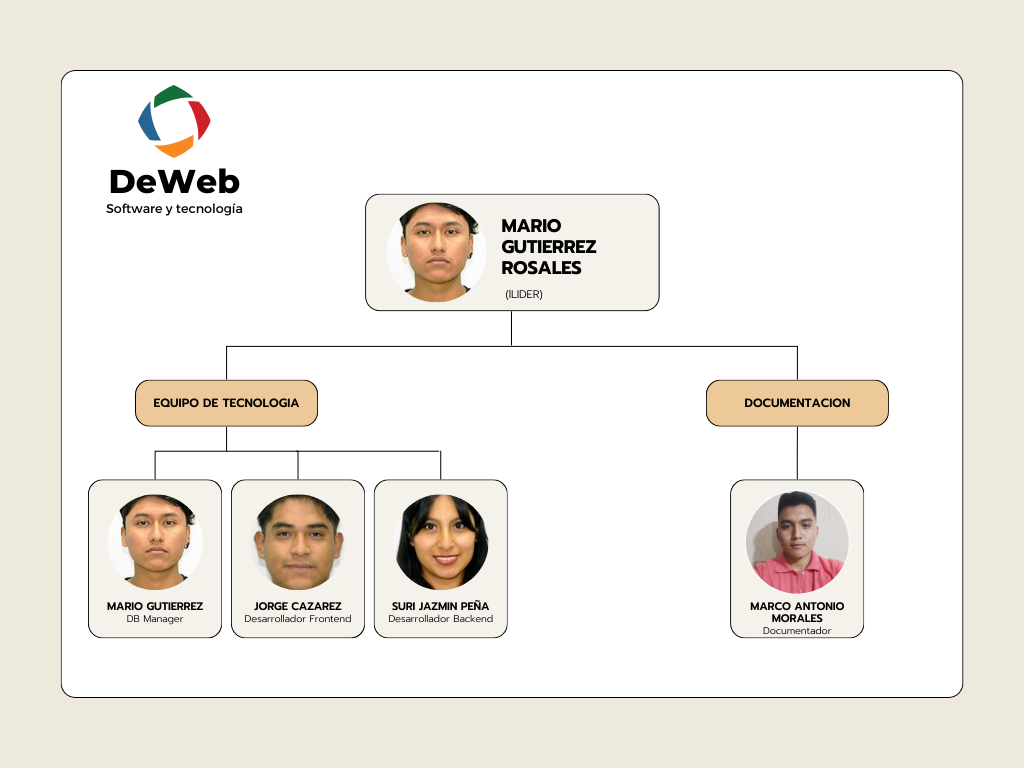 DeWeb
Software y tecnología
MARIO
GUTIERREZ
ROSALES
(ILIDER)
EQUIPO DE TECNOLOGIA
DOCUMENTACION
MARIO GUTIERREZ
DB Manager
JORGE CAZAREZ
Desarrollador Frontend
SURI JAZMIN PEÑA
Desarrollador Backend
MARCO ANTONIO
MORALES
Documentador